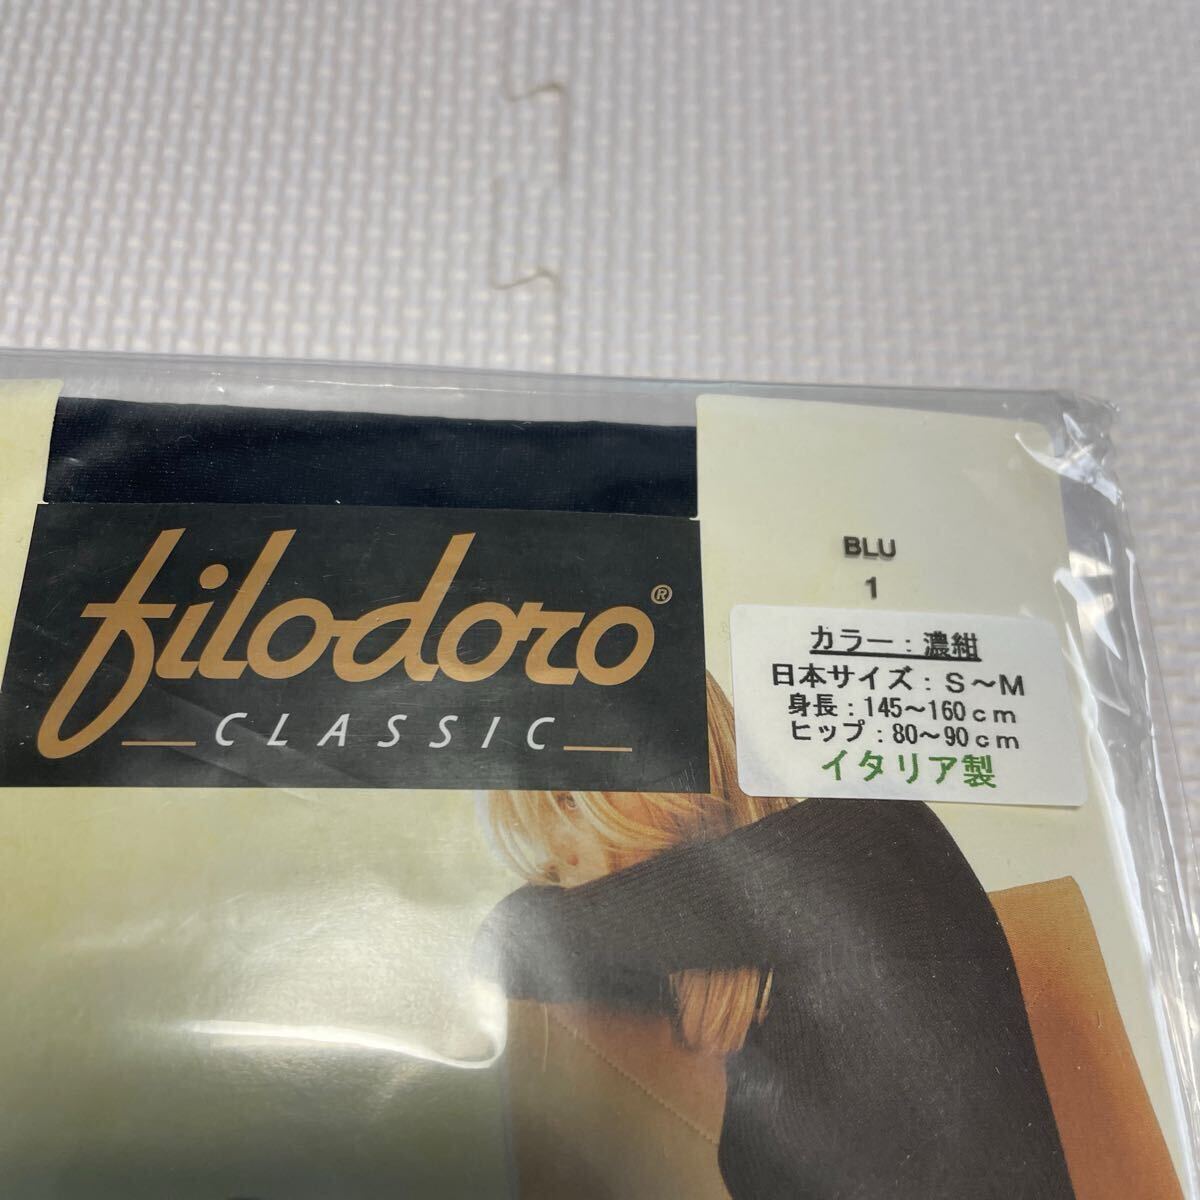 BLU
1
filodoro®
CLASSIC
カラー：濃紺
日本サイズ：S～M
身長：145～160cm
ヒップ：80～90cm
イタリア製